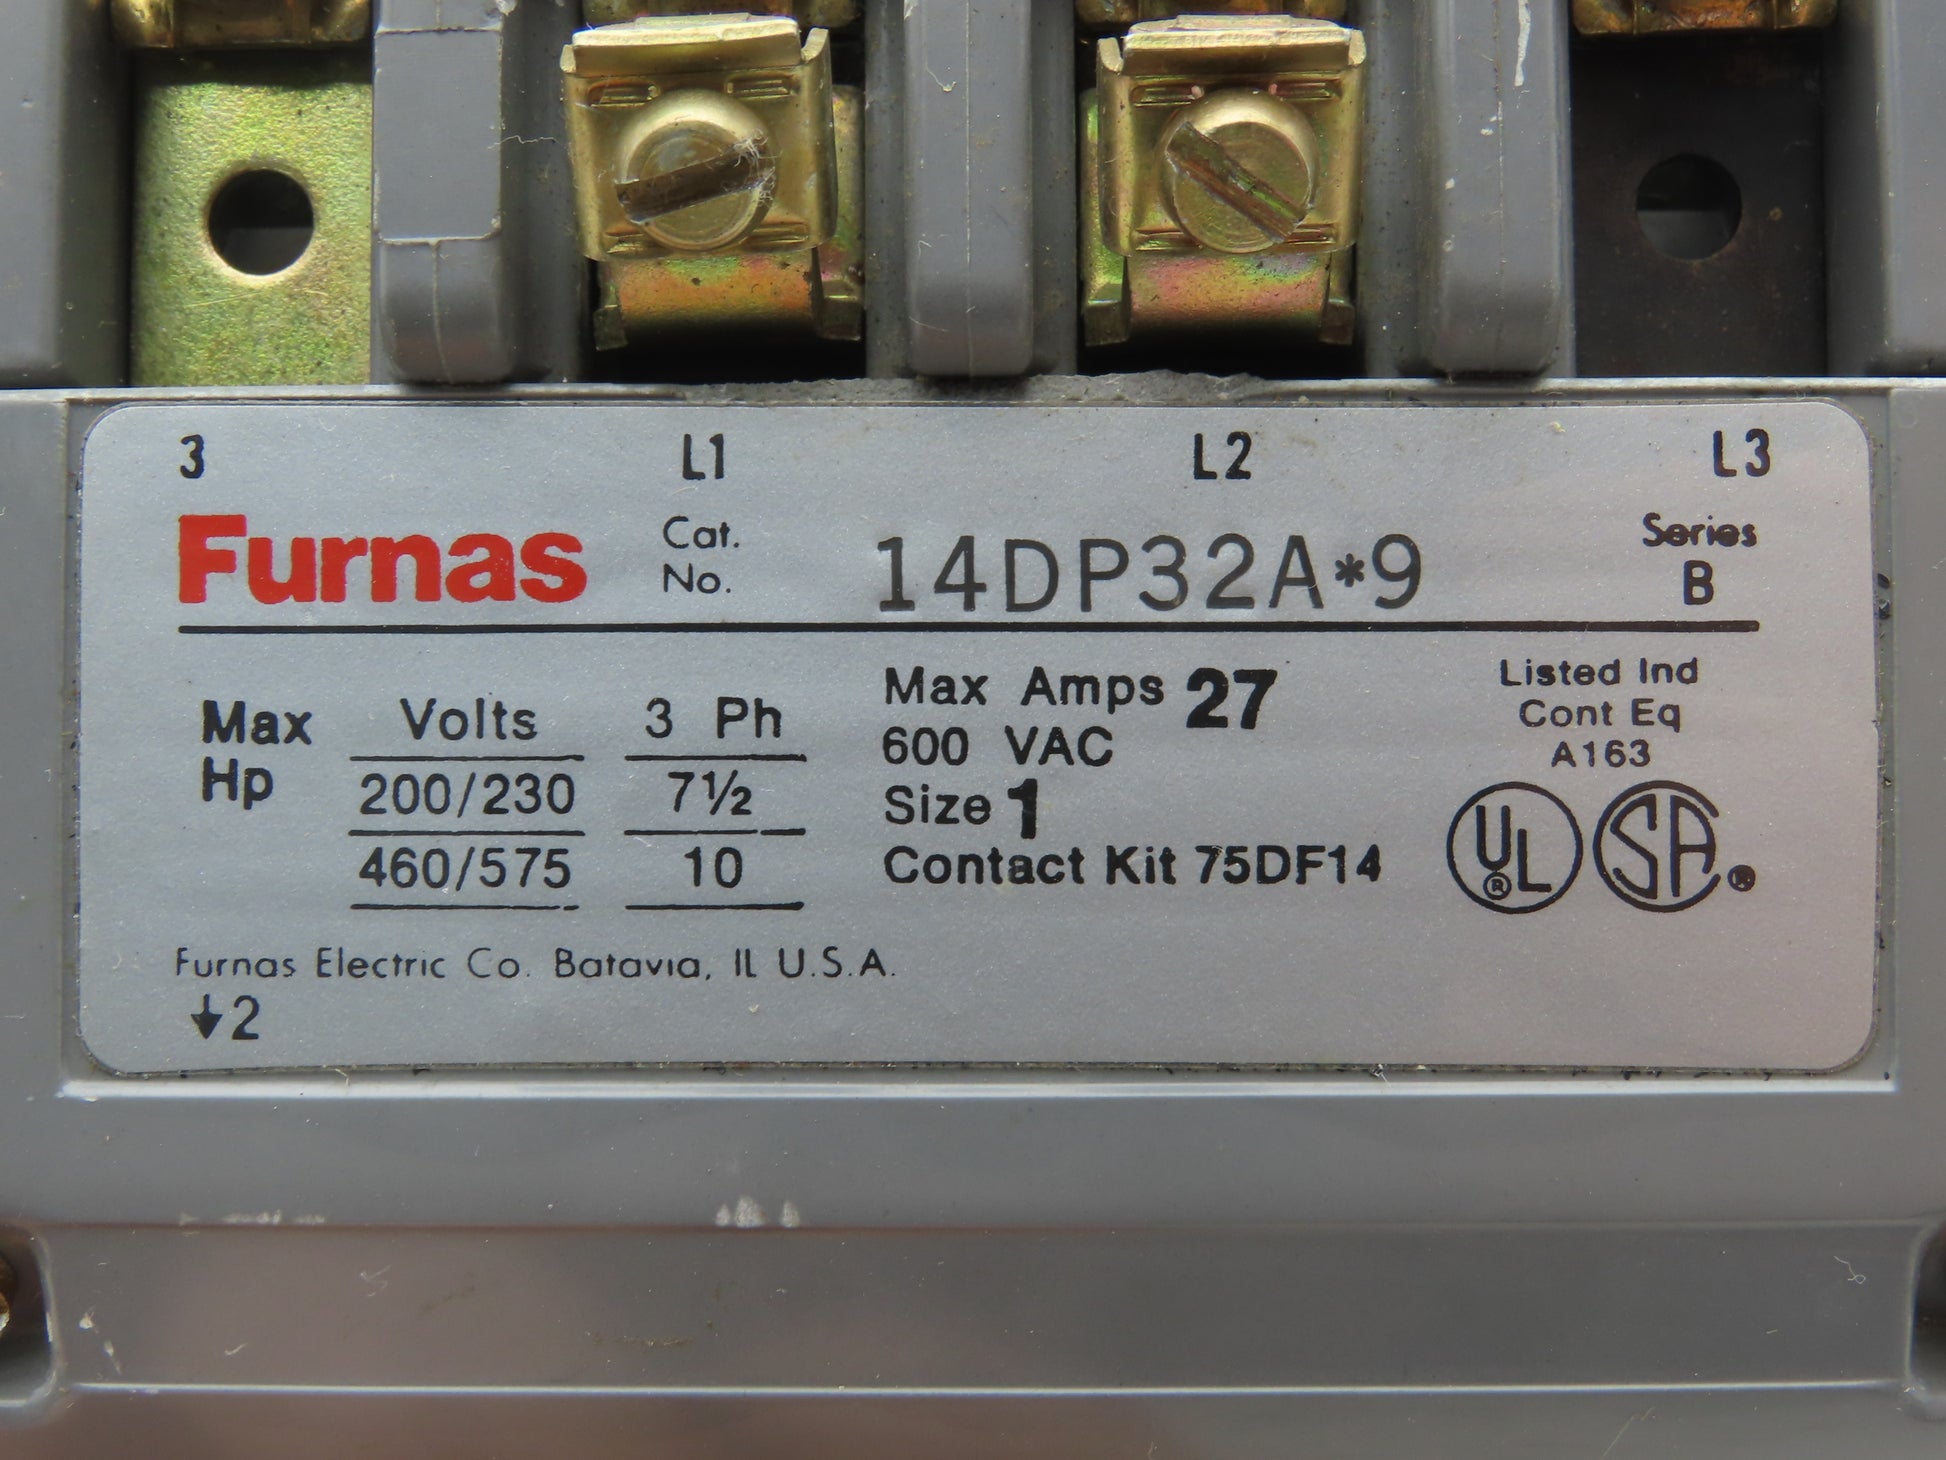 3 L1 L2 L3
Furnas Cat. No. 14DP32A*9 Series B
Max Hp
Volts 3 Ph
200/230 7½
460/575 10
Max Amps 27
600 VAC
Size 1
Contact Kit 75DF14
Listed Ind
Cont Eq
A163
UL® SA®
Furnas Electric Co. Batavia, IL U.S.A.
↓2